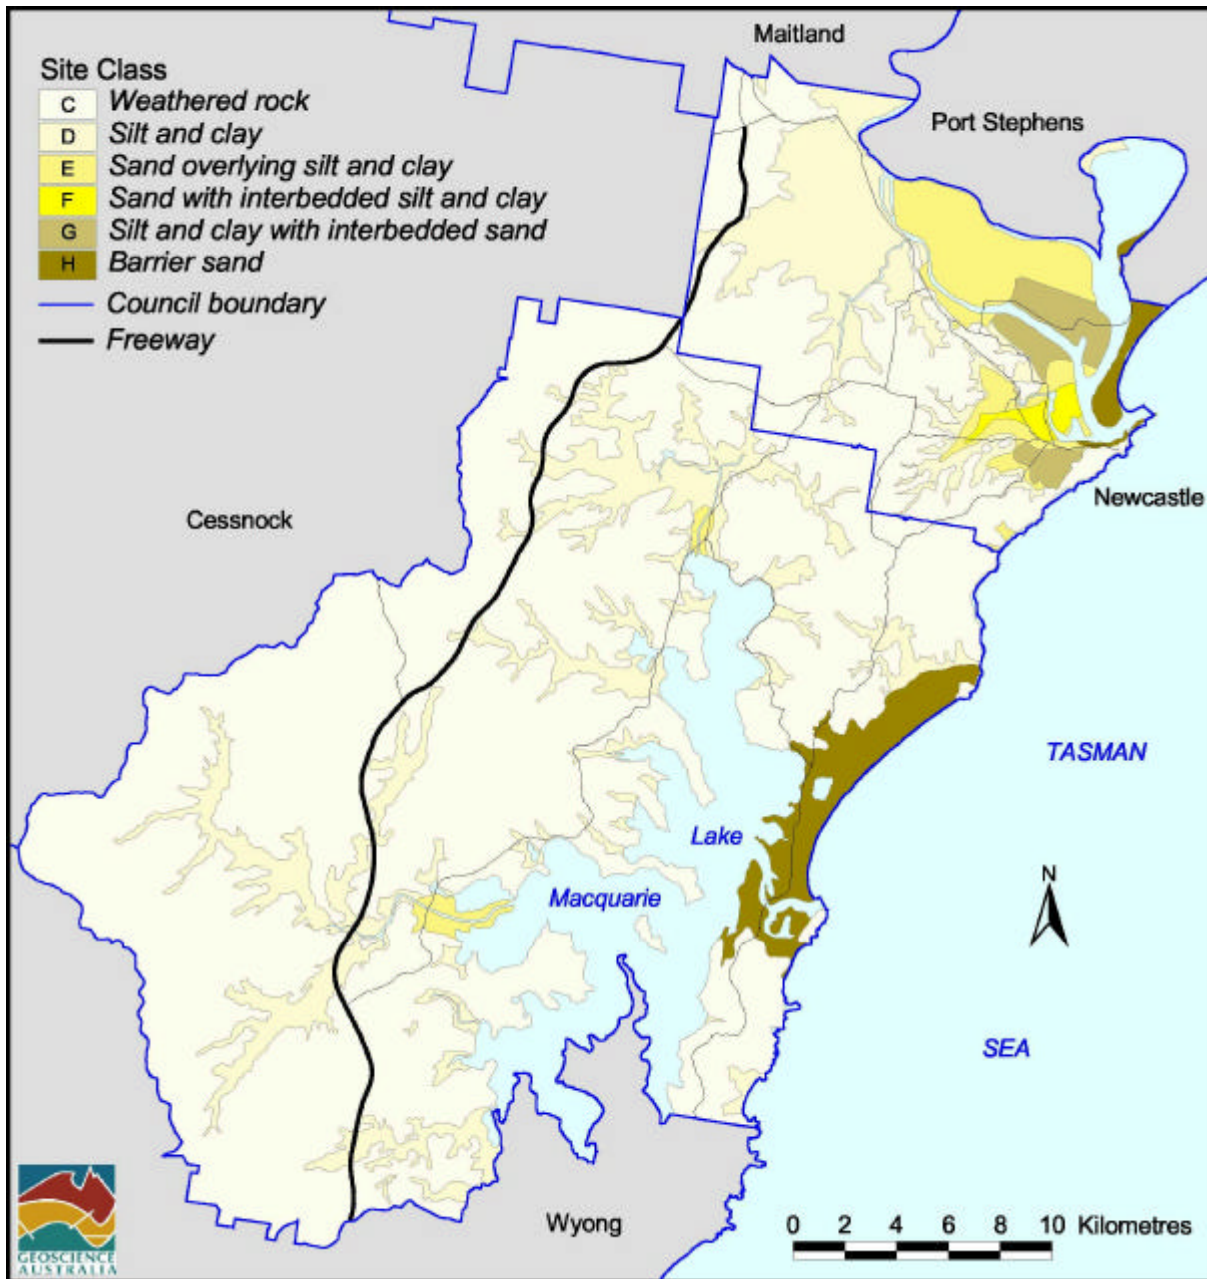 Maitland
Site Class
C Weathered rock
D Silt and clay
E Sand overlying silt and clay
F Sand with interbedded silt and clay
G Silt and clay with interbedded sand
H Barrier sand
Council boundary
Freeway
Port Stephens
Newcastle
Cessnock
TASMAN
Lake
Macquarie
N
SEA
Wyong
0 2 4 6 8 10 Kilometres
GEOSCIENCE
AUSTRALIA